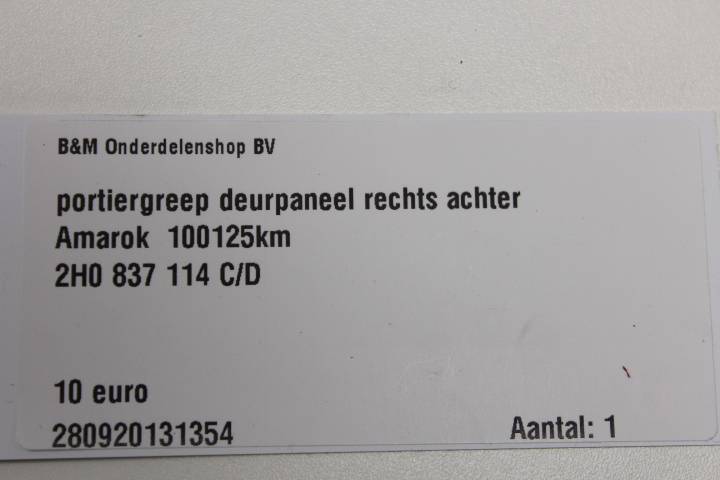 B&M Onderdelenshop BV
portiergreep deurpaneel rechts achter
Amarok 100125km
2H0 837 114 C/D
10 euro
280920131354 Aantal: 1